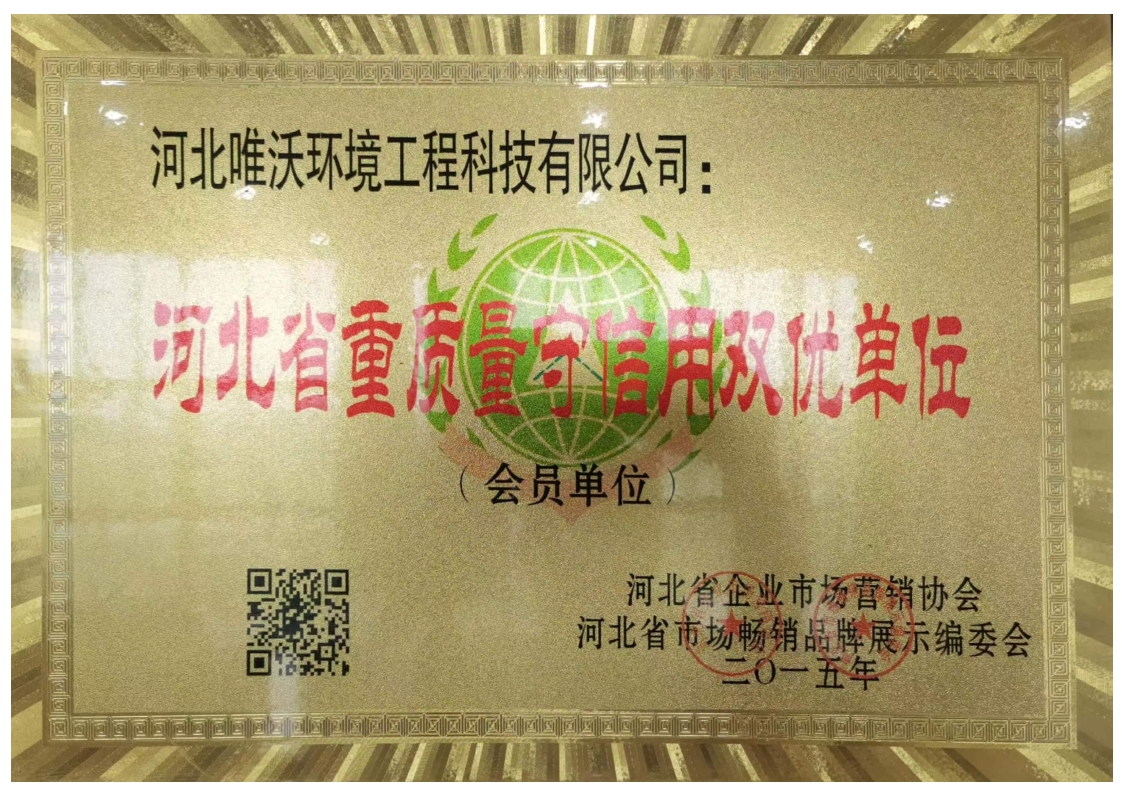 河北唯沃环境工程科技有限公司：
河北省重质量守信用双优单位
（会员单位）
河北省企业市场营销协会
河北省市场畅销品牌展示编委会
二〇一五年